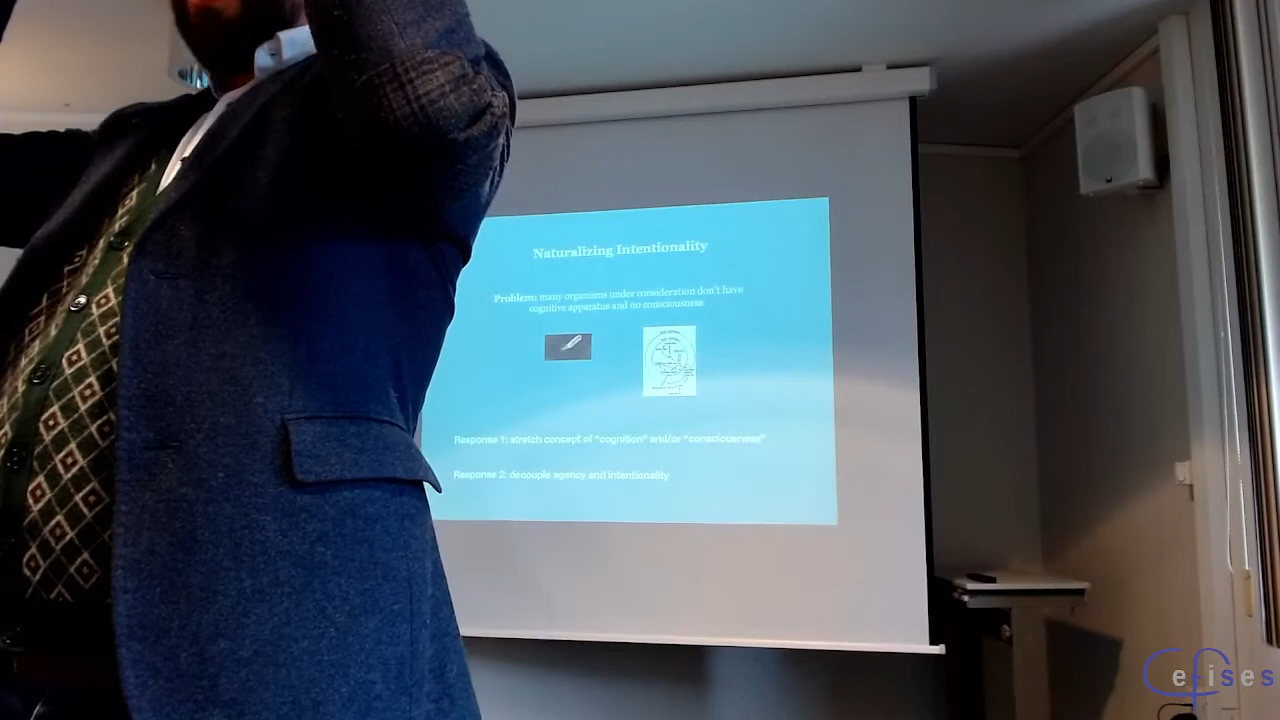 Naturalizing Intentionality
Problem: many organisms under consideration don't have
cognitive apparatus and no consciousness
Response 1: stretch concept of "cognition" and/or "consciousness"
Response 2: decouple agency and intentionality
Cefises